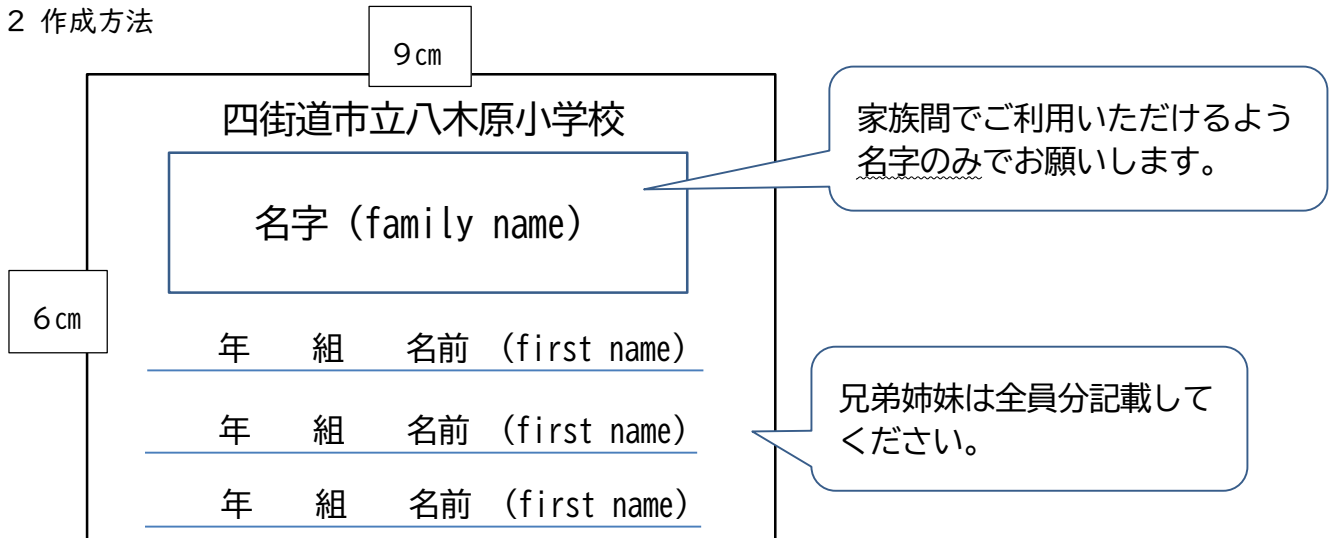 2 作成方法
9㎝
四街道市立八木原小学校
名字（family name）
家族間でご利用いただけるよう
名字のみでお願いします。
6㎝
年　組　名前（first name）
年　組　名前（first name）
年　組　名前（first name）
兄弟姉妹は全員分記載して
ください。